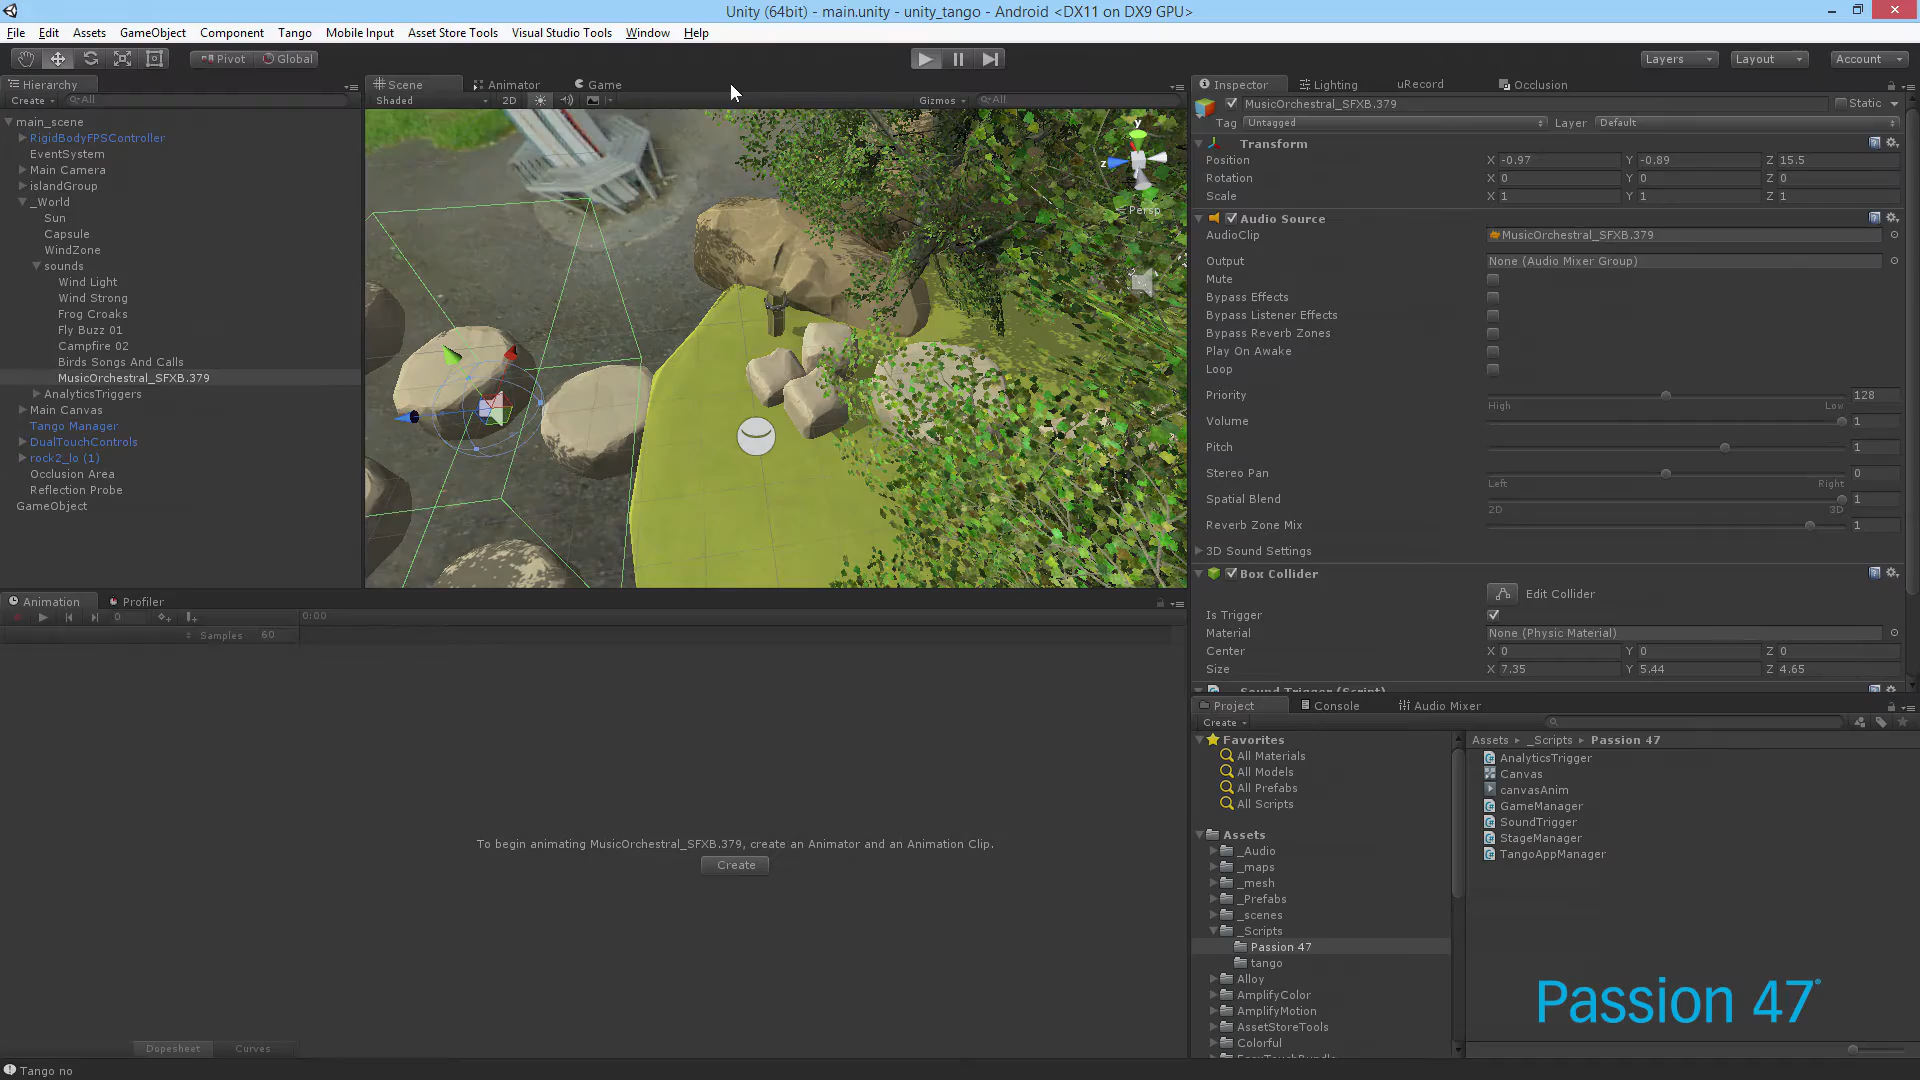 Unity (64bit) - main.unity - unity_tango - Android <DX11 on DX9 GPU>
File Edit Assets GameObject Component Tango Mobile Input Asset Store Tools Visual Studio Tools Window Help
Pivot Global Layers Layout Account
Hierarchy
Create All
main_scene
RigidBodyFPSController
EventSystem
Main Camera
islandGroup
_World
Sun
Capsule
WindZone
sounds
Wind Light
Wind Strong
Frog Croaks
Fly Buzz 01
Campfire 02
Birds Songs And Calls
MusicOrchestral_SFXB.379
AnalyticsTriggers
Main Canvas
Tango Manager
DualTouchControls
rock2_lo (1)
Occlusion Area
Reflection Probe
GameObject
Scene Animator Game
Shaded 2D Gizmos All
y
z
Persp
Inspector Lighting uRecord Occlusion
MusicOrchestral_SFXB.379 Static
Tag Untagged Layer Default
Transform
Position X -0.97 Y -0.89 Z 15.5
Rotation X 0 Y 0 Z 0
Scale X 1 Y 1 Z 1
Audio Source
AudioClip MusicOrchestral_SFXB.379
Output None (Audio Mixer Group)
Mute
Bypass Effects
Bypass Listener Effects
Bypass Reverb Zones
Play On Awake
Loop
Priority 128
High Low
Volume 1
Pitch 1
Stereo Pan 0
Left Right
Spatial Blend 1
2D 3D
Reverb Zone Mix 1
3D Sound Settings
Box Collider
Edit Collider
Is Trigger
Material None (Physic Material)
Center X 0 Y 0 Z 0
Size X 7.35 Y 5.44 Z 4.65
Sound Trigger (Script)
Animation Profiler
0 0:00
Samples 60
To begin animating MusicOrchestral_SFXB.379, create an Animator and an Animation Clip.
Create
Dopesheet Curves
Project Console Audio Mixer
Create
Favorites
All Materials
All Models
All Prefabs
All Scripts
Assets
_Audio
_maps
_mesh
_Prefabs
_scenes
_Scripts
Passion 47
tango
Alloy
AmplifyColor
AmplifyMotion
AssetStoreTools
Colorful
EasyTouchBundle
Assets _Scripts Passion 47
AnalyticsTrigger
Canvas
canvasAnim
GameManager
SoundTrigger
StageManager
TangoAppManager
Passion 47
Tango no